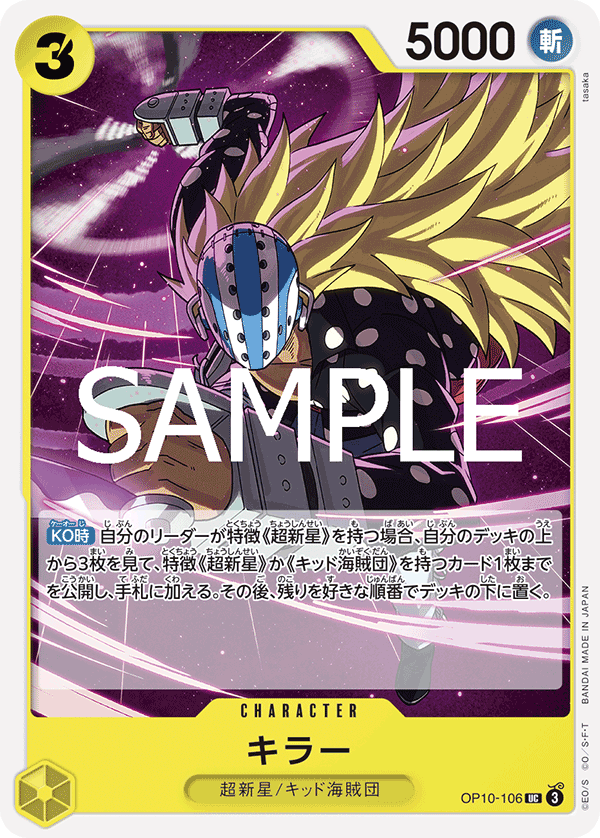 3
5000 斬
tasaka
SAMPLE
KO時 自分のリーダーが特徴《超新星》を持つ場合、自分のデッキの上
から3枚を見て、特徴《超新星》か《キッド海賊団》を持つカード1枚まで
を公開し、手札に加える。その後、残りを好きな順番でデッキの下に置く。
CHARACTER
キラー
超新星/キッド海賊団
OP10-106 UC 3
©EO/S ©O/S・F・T BANDAI MADE IN JAPAN